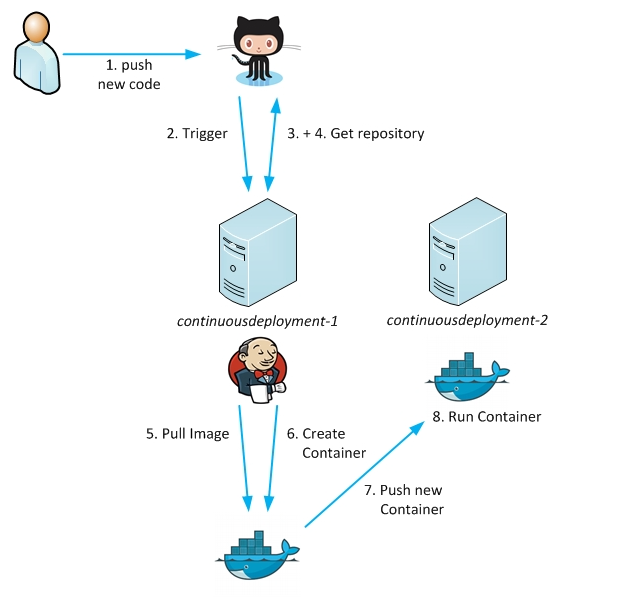 1. push
new code
2. Trigger
3. + 4. Get repository
continuousdeployment-1
continuousdeployment-2
5. Pull Image
6. Create
Container
8. Run Container
7. Push new
Container